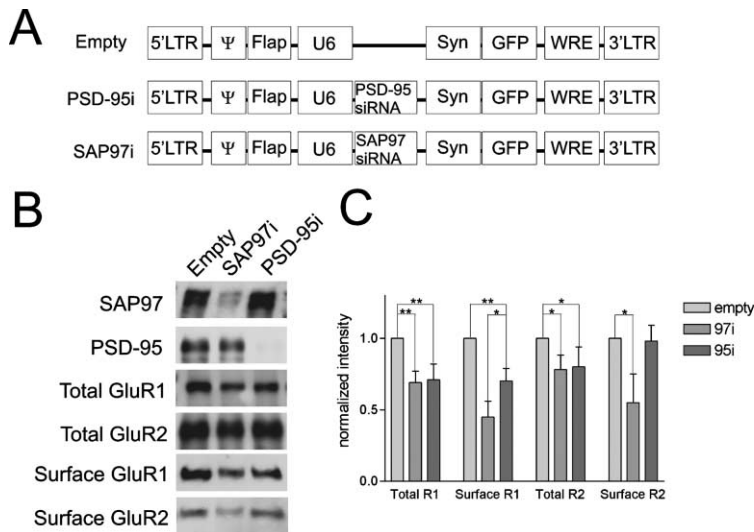 A
Empty 5'LTR Ψ Flap U6 Syn GFP WRE 3'LTR
PSD-95i 5'LTR Ψ Flap U6 PSD-95 siRNA Syn GFP WRE 3'LTR
SAP97i 5'LTR Ψ Flap U6 SAP97 siRNA Syn GFP WRE 3'LTR
B
Empty SAP97i PSD-95i
SAP97
PSD-95
Total GluR1
Total GluR2
Surface GluR1
Surface GluR2
C
normalized intensity
1.0
0.5
0.0
** **
** *
* *
*
Total R1 Surface R1 Total R2 Surface R2
empty
97i
95i